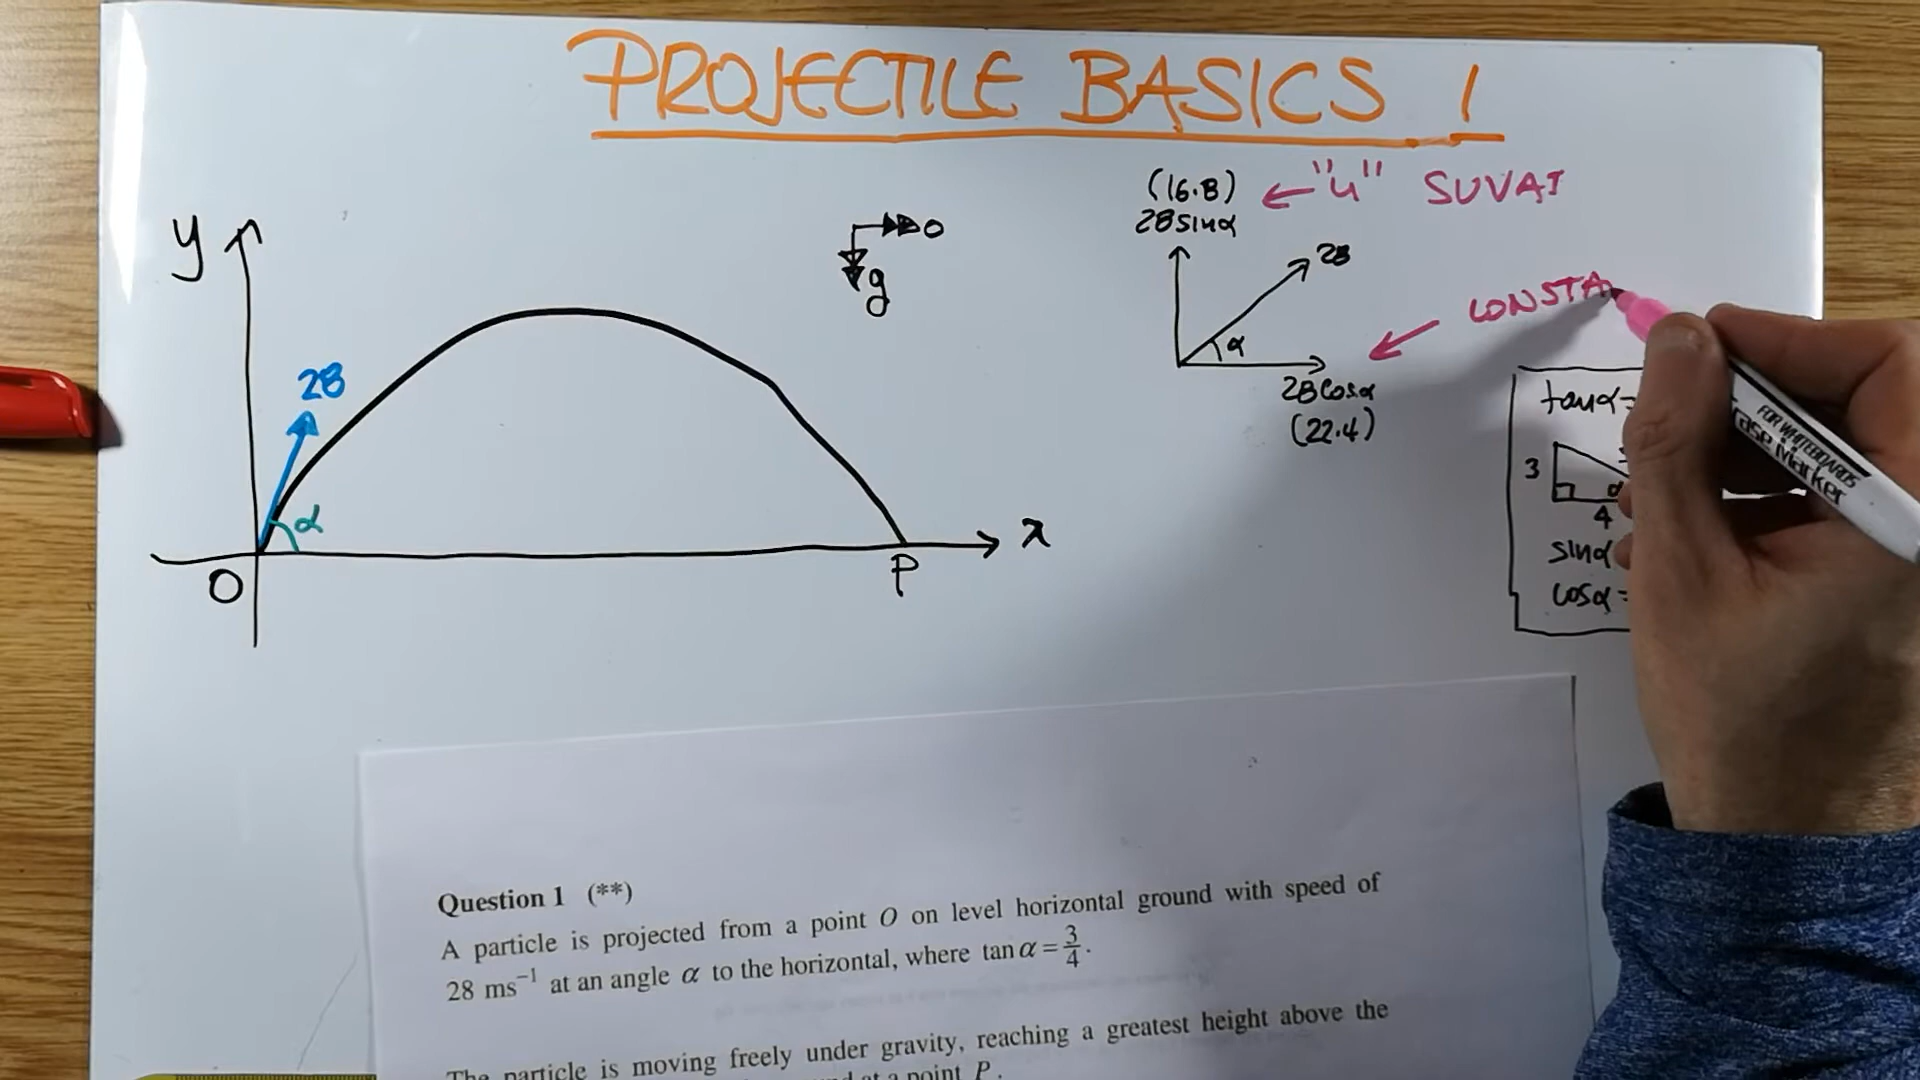 PROJECTILE BASICS 1
(16.8) ← "u" SUVAT
28sinα
y
0
g
28
CONSTA
α
28cosα
(22.4)
28
α
x
O
P
tanα=
3
α
4
sinα
cosα=
Question 1 (**)
A particle is projected from a point O on level horizontal ground with speed of
28 ms⁻¹ at an angle α to the horizontal, where tan α = 3/4.
The particle is moving freely under gravity, reaching a greatest height above the
at a point P.